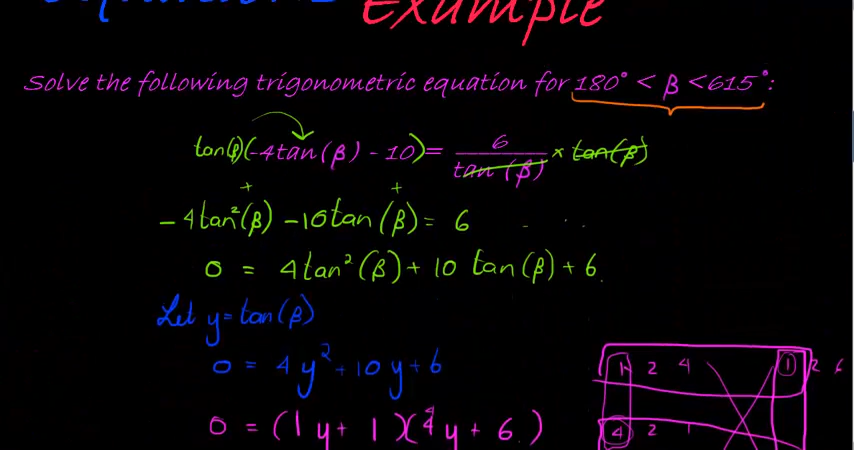 Example
Solve the following trigonometric equation for 180° < β < 615°:
tan(β)(-4tan(β) - 10) = 6/tan(β) × tan(β)
+ +
-4tan²(β) -10tan(β) = 6
0 = 4tan²(β) + 10 tan(β) + 6
Let y=tan(β)
0 = 4y² + 10y + 6
1 2 4 1 2 6
0 = (1y + 1)(4y + 6)
4 2 1